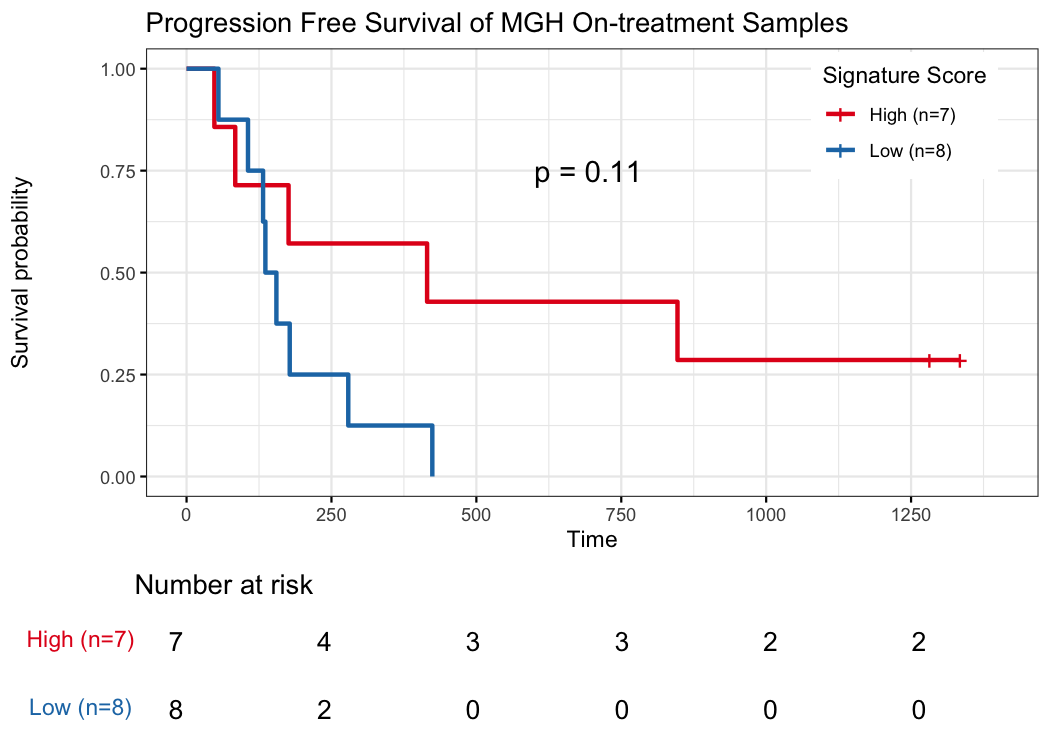 Progression Free Survival of MGH On-treatment Samples
Signature Score
High (n=7)
Low (n=8)
p = 0.11
Survival probability
1.00
0.75
0.50
0.25
0.00
0 250 500 750 1000 1250
Time
Number at risk
High (n=7) 7 4 3 3 2 2
Low (n=8) 8 2 0 0 0 0